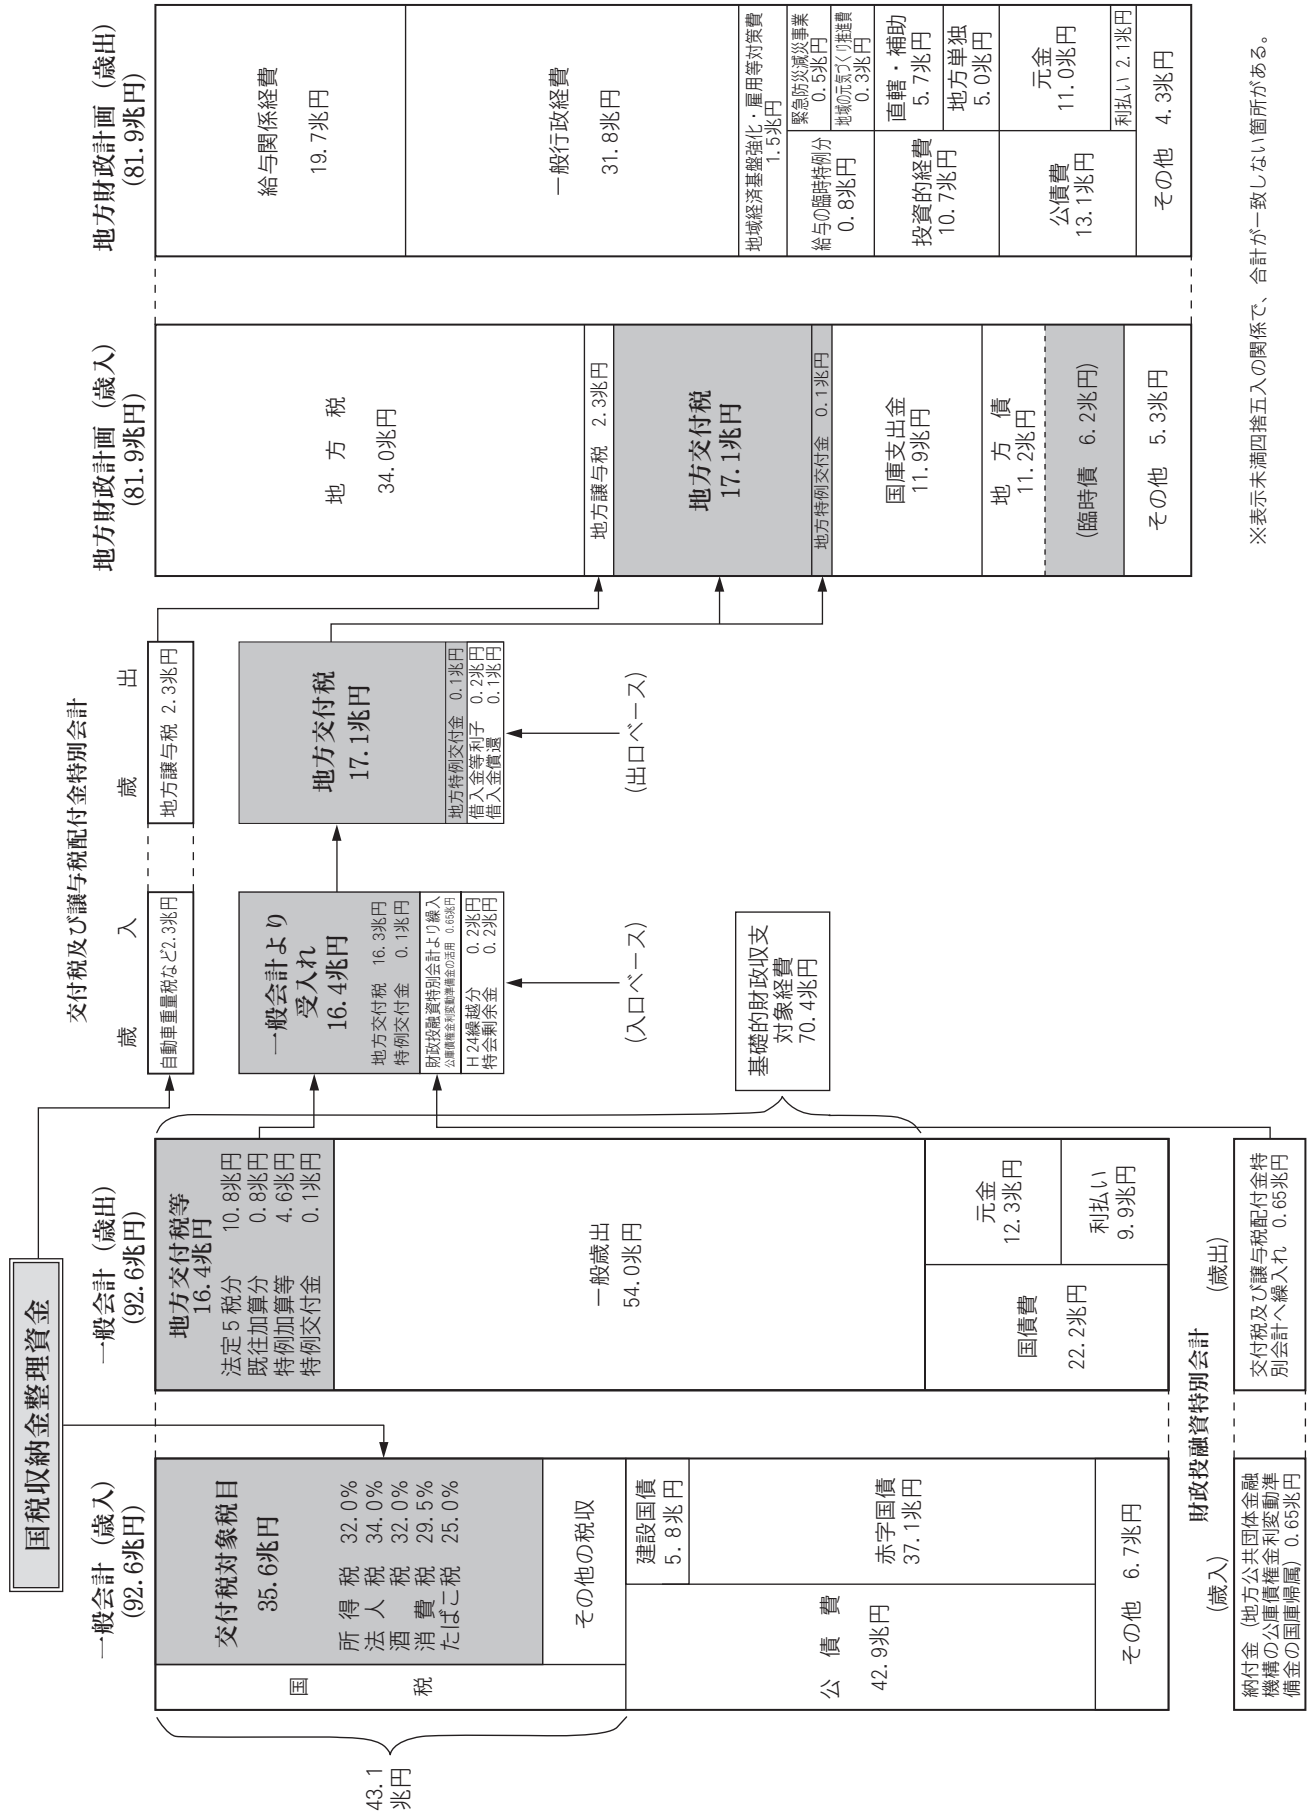 国税収納金整理資金
一般会計（歳入）
（92.6兆円）
交付税対象税目
35.6兆円
所得税 32.0%
法人税 34.0%
酒税 32.0%
消費税 29.5%
たばこ税 25.0%
国税
その他の税収
43.1
兆円
公債費
42.9兆円
建設国債
5.8兆円
赤字国債
37.1兆円
その他 6.7兆円
一般会計（歳出）
（92.6兆円）
地方交付税等
16.4兆円
法定5税分 10.8兆円
既往加算分 0.8兆円
特例加算等 4.6兆円
特例交付金 0.1兆円
一般歳出
54.0兆円
国債費
22.2兆円
元金
12.3兆円
利払い
9.9兆円
基礎的財政収支
対象経費
70.4兆円
財政投融資特別会計
（歳入）
納付金（地方公共団体金融
機構の公庫債権金利変動準
備金の国庫帰属）0.65兆円
（歳出）
交付税及び譲与税配付金特
別会計へ繰入れ 0.65兆円
交付税及び譲与税配付金特別会計
歳入
自動車重量税など2.3兆円
一般会計より
受入れ
16.4兆円
地方交付税 16.3兆円
特例交付金 0.1兆円
財政投融資特別会計より繰入
公庫債権金利変動準備金の活用 0.65兆円
H24繰越分 0.2兆円
特会剰余金 0.2兆円
（入口ベース）
歳出
地方譲与税 2.3兆円
地方交付税
17.1兆円
地方特例交付金 0.1兆円
借入金等利子 0.2兆円
借入金償還 0.1兆円
（出口ベース）
地方財政計画（歳入）
（81.9兆円）
地方税
34.0兆円
地方譲与税 2.3兆円
地方交付税
17.1兆円
地方特例交付金 0.1兆円
国庫支出金
11.9兆円
地方債
11.2兆円
（臨時債 6.2兆円）
その他 5.3兆円
地方財政計画（歳出）
（81.9兆円）
給与関係経費
19.7兆円
一般行政経費
31.8兆円
地域経済基盤強化・雇用等対策費
1.5兆円
給与の臨時特例分
0.8兆円
緊急防災減災事業
0.5兆円
地域の元気づくり推進費
0.3兆円
投資的経費
10.7兆円
直轄・補助
5.7兆円
地方単独
5.0兆円
公債費
13.1兆円
元金
11.0兆円
利払い 2.1兆円
その他 4.3兆円
※表示未満四捨五入の関係で、合計が一致しない箇所がある。